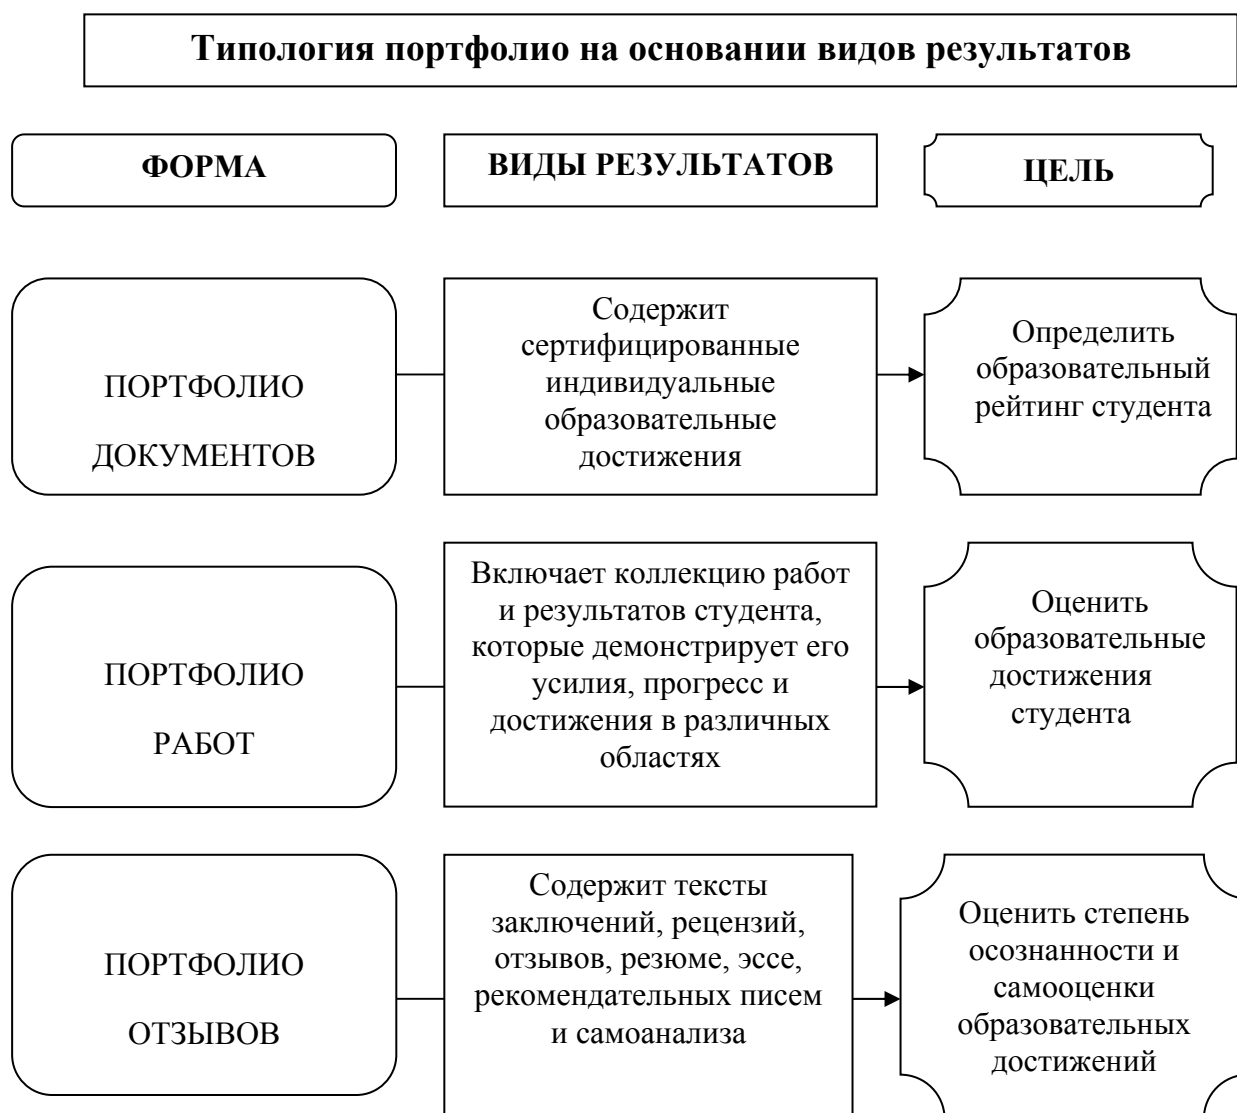 Типология портфолио на основании видов результатов
ФОРМА
ВИДЫ РЕЗУЛЬТАТОВ
ЦЕЛЬ
ПОРТФОЛИО
ДОКУМЕНТОВ
Содержит
сертифицированные
индивидуальные
образовательные
достижения
Определить
образовательный
рейтинг студента
ПОРТФОЛИО
РАБОТ
Включает коллекцию работ
и результатов студента,
которые демонстрирует его
усилия, прогресс и
достижения в различных
областях
Оценить
образовательные
достижения
студента
ПОРТФОЛИО
ОТЗЫВОВ
Содержит тексты
заключений, рецензий,
отзывов, резюме, эссе,
рекомендательных писем
и самоанализа
Оценить степень
осознанности и
самооценки
образовательных
достижений